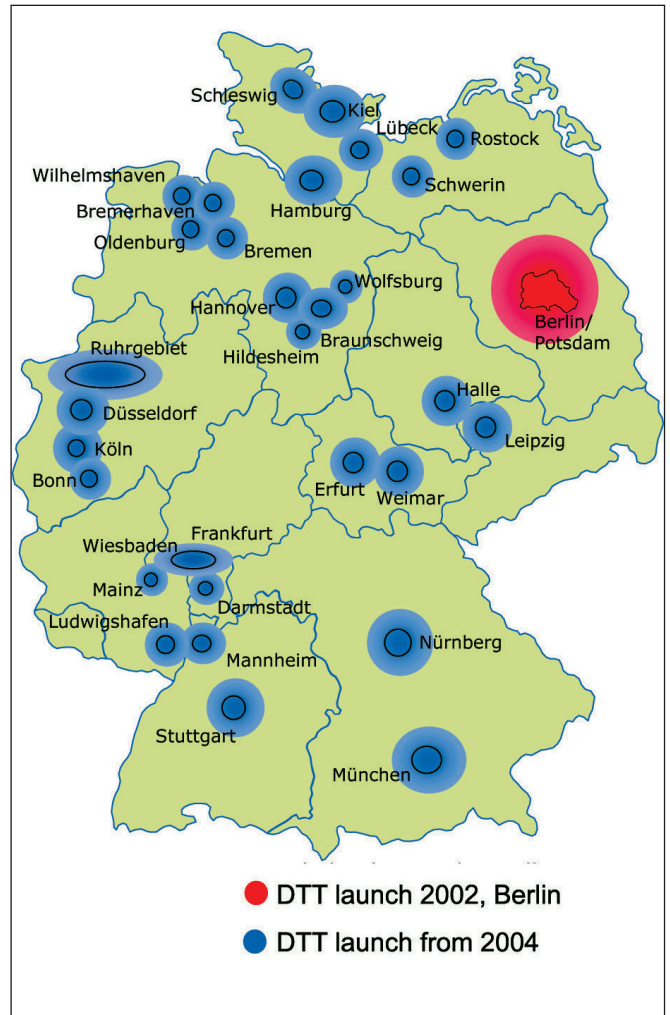 Schleswig
Kiel
Lübeck
Rostock
Schwerin
Wilhelmshaven
Bremerhaven
Hamburg
Oldenburg
Bremen
Wolfsburg
Hannover
Braunschweig
Hildesheim
Berlin/
Potsdam
Ruhrgebiet
Düsseldorf
Halle
Köln
Leipzig
Bonn
Erfurt
Weimar
Frankfurt
Wiesbaden
Mainz
Darmstadt
Ludwigshafen
Mannheim
Nürnberg
Stuttgart
München
DTT launch 2002, Berlin
DTT launch from 2004